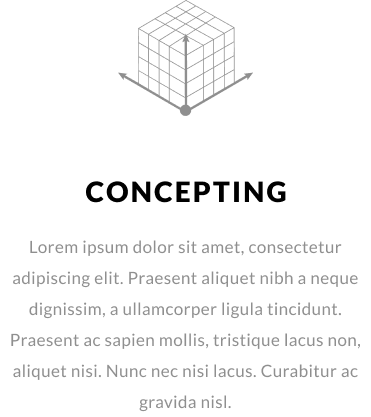 CONCEPTING
Lorem ipsum dolor sit amet, consectetur
adipiscing elit. Praesent aliquet nibh a neque
dignissim, a ullamcorper ligula tincidunt.
Praesent ac sapien mollis, tristique lacus non,
aliquet nisi. Nunc nec nisi lacus. Curabitur ac
gravida nisl.